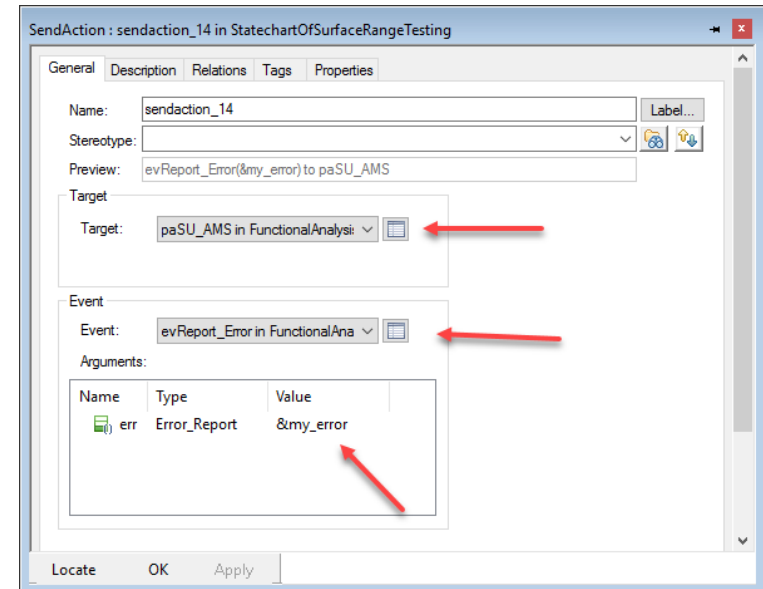 SendAction : sendaction_14 in StatechartOfSurfaceRangeTesting x
General Description Relations Tags Properties
Name: sendaction_14 Label...
Stereotype:
Preview: evReport_Error(&my_error) to paSU_AMS
Target
Target: paSU_AMS in FunctionalAnalysi:
Event
Event: evReport_Error in FunctionalAna
Arguments:
Name Type Value
err Error_Report &my_error
Locate OK Apply